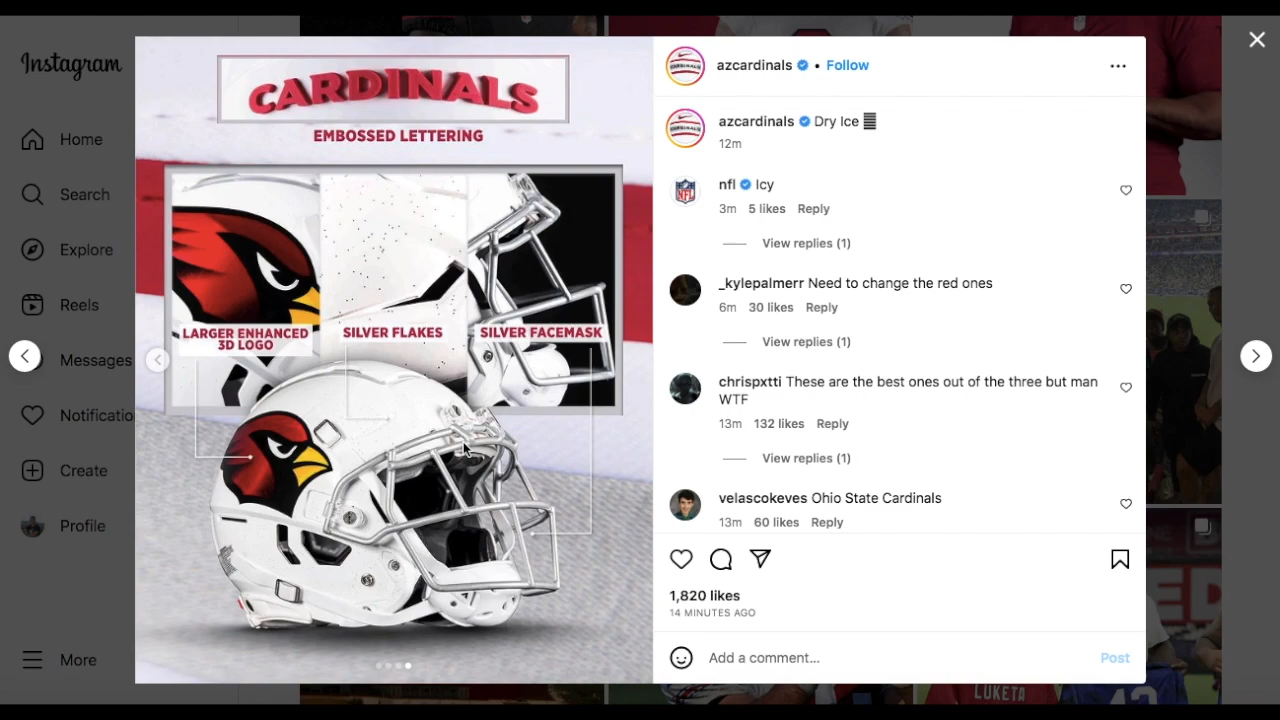 Instagram
Home
Search
Explore
Reels
Messages
Notificatio
Create
Profile
More
CARDINALS
EMBOSSED LETTERING
LARGER ENHANCED
3D LOGO
SILVER FLAKES
SILVER FACEMASK
azcardinals • Follow
azcardinals Dry Ice
12m
nfl Icy
3m 5 likes Reply
View replies (1)
_kylepalmerr Need to change the red ones
6m 30 likes Reply
View replies (1)
chrispxtti These are the best ones out of the three but man
WTF
13m 132 likes Reply
View replies (1)
velascokeves Ohio State Cardinals
13m 60 likes Reply
1,820 likes
14 MINUTES AGO
Add a comment...
Post
LUKETA